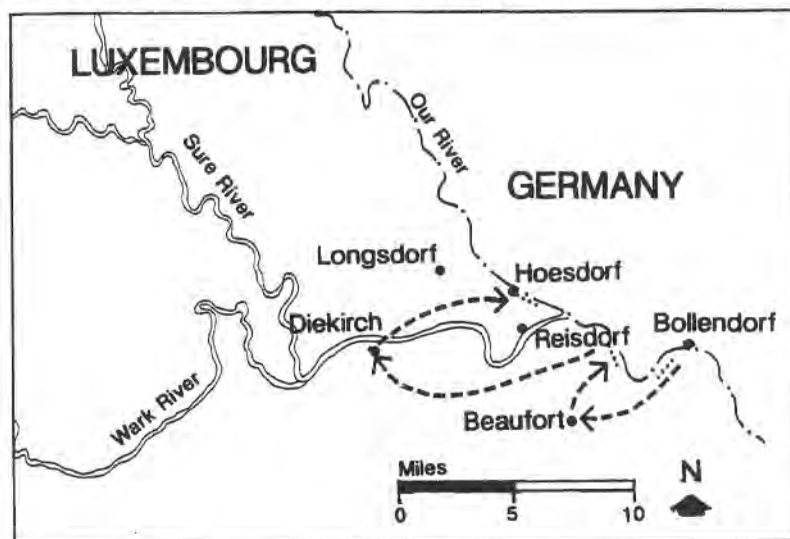 LUXEMBOURG
Our River
Sure River
GERMANY
Longsdorf
Hoesdorf
Diekirch
Reisdorf
Bollendorf
Wark River
Beaufort
Miles
N
0 5 10